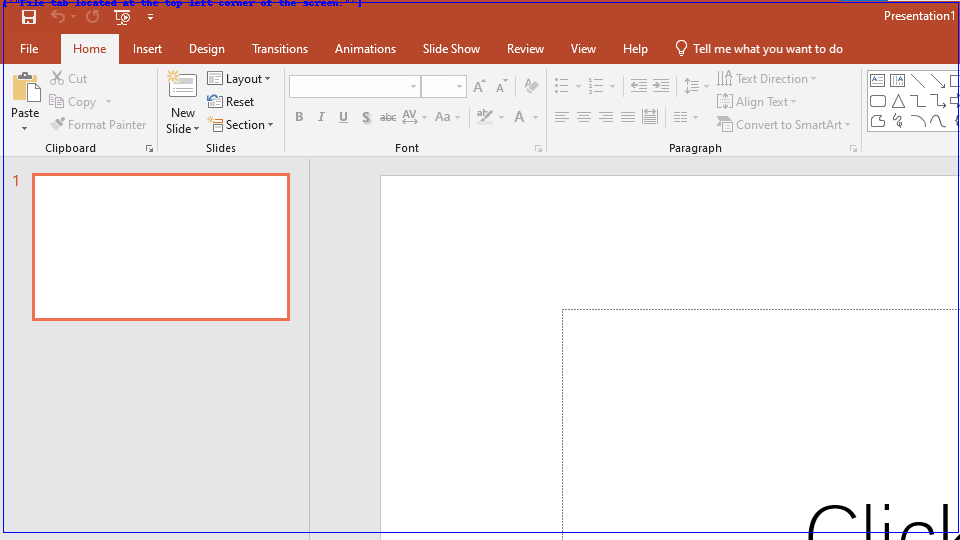 ["File tab located at the top left corner of the screen."]
Presentation1
File Home Insert Design Transitions Animations Slide Show Review View Help Tell me what you want to do
Paste
Cut
Copy
Format Painter
Clipboard
New
Slide
Layout
Reset
Section
Slides
B I U S abc AV Aa ab A
A A A
Font
Text Direction
Align Text
Convert to SmartArt
Paragraph
1
Click